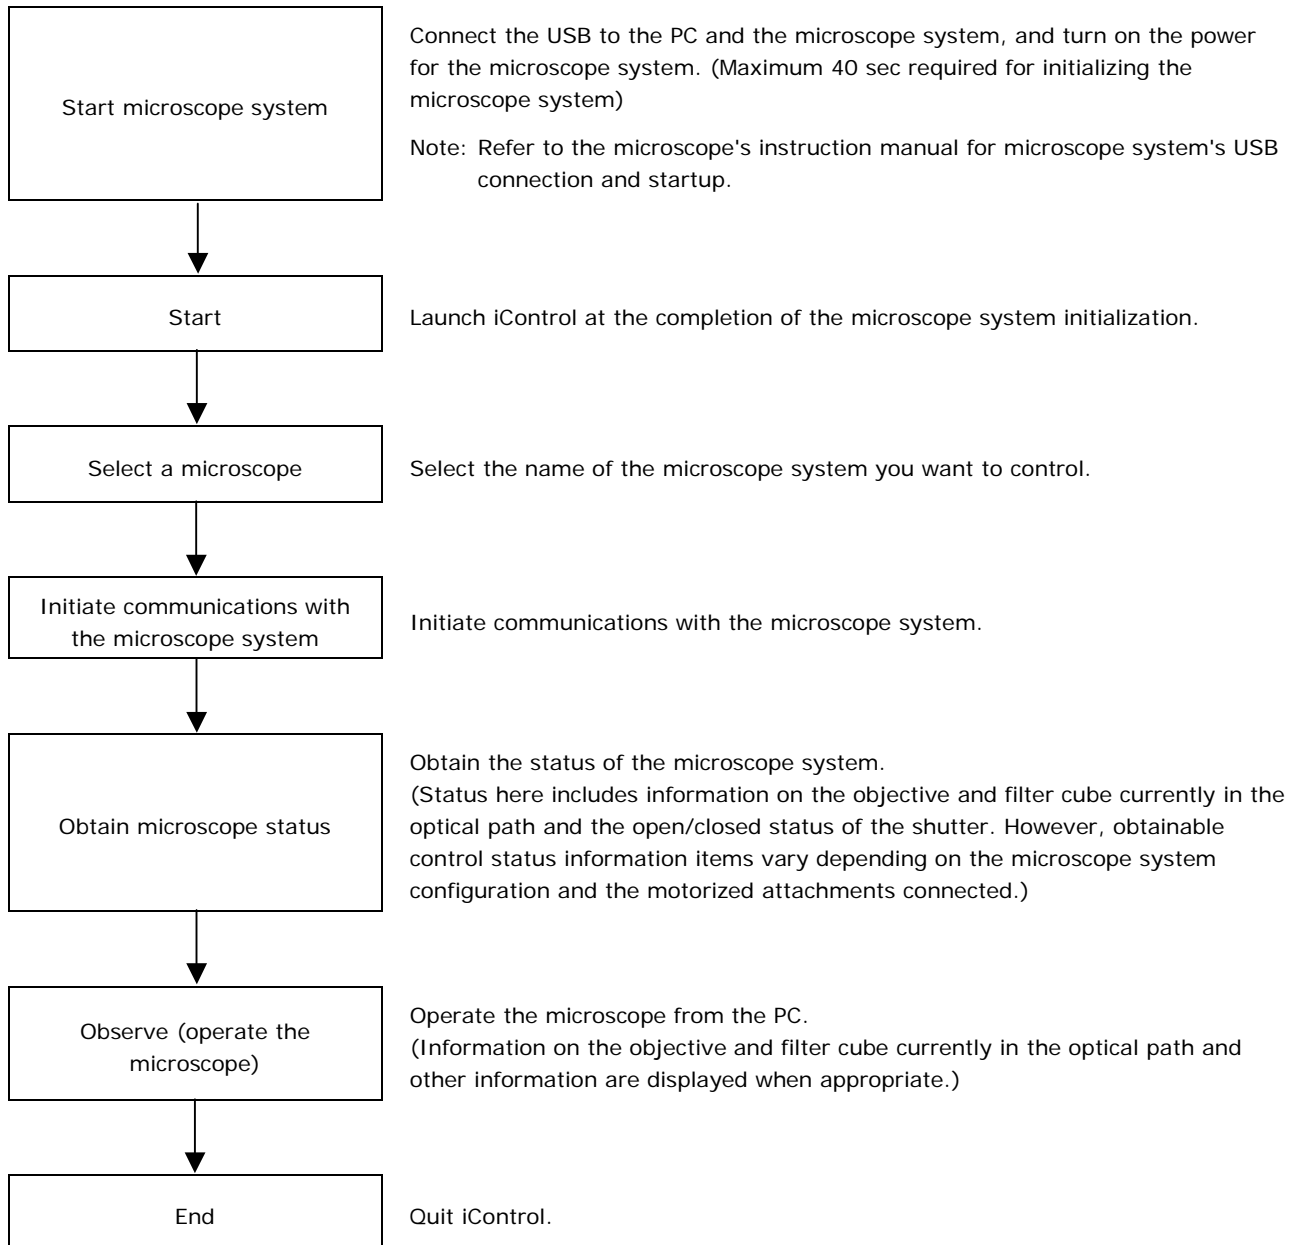 Start microscope system
Connect the USB to the PC and the microscope system, and turn on the power
for the microscope system. (Maximum 40 sec required for initializing the
microscope system)
Note: Refer to the microscope's instruction manual for microscope system's USB
connection and startup.
Start
Launch iControl at the completion of the microscope system initialization.
Select a microscope
Select the name of the microscope system you want to control.
Initiate communications with
the microscope system
Initiate communications with the microscope system.
Obtain microscope status
Obtain the status of the microscope system.
(Status here includes information on the objective and filter cube currently in the
optical path and the open/closed status of the shutter. However, obtainable
control status information items vary depending on the microscope system
configuration and the motorized attachments connected.)
Observe (operate the
microscope)
Operate the microscope from the PC.
(Information on the objective and filter cube currently in the optical path and
other information are displayed when appropriate.)
End
Quit iControl.